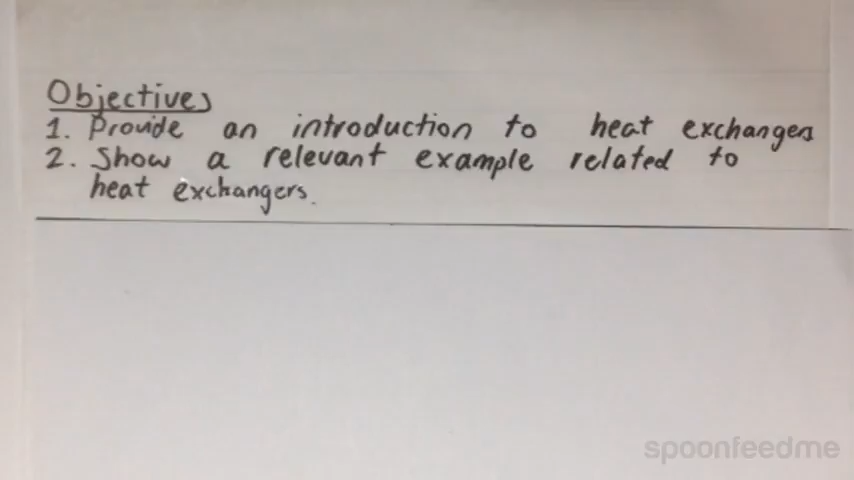 Objectives
1. Provide an introduction to heat exchangers
2. Show a relevant example related to
heat exchangers.
spoonfeedme